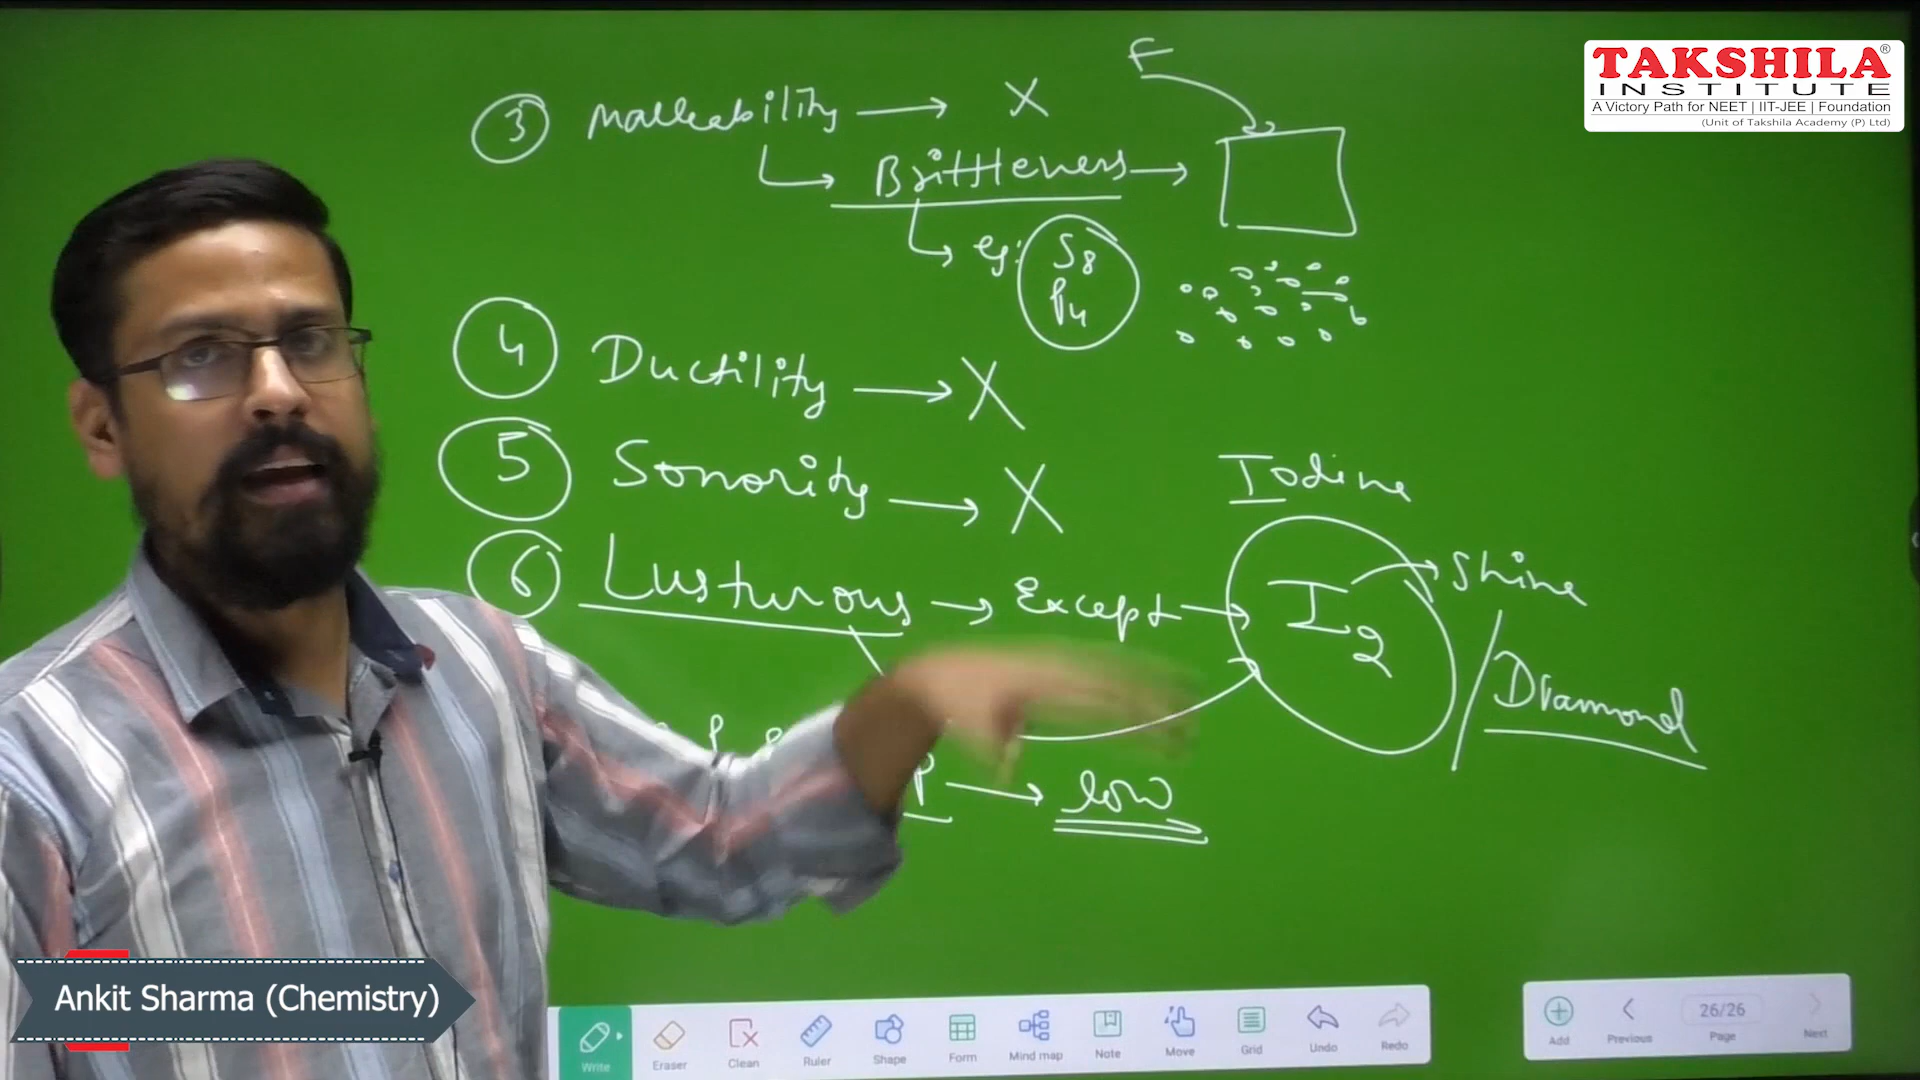 TAKSHILA®
INSTITUTE
A Victory Path for NEET | IIT-JEE | Foundation
(Unit of Takshila Academy (P) Ltd)
F
3 Malleability → X
Brittleness →
eg: S8
P4
4 Ductility → X
5 Sonority → X
Iodine
6 Lusturous → Except → I2 → Shine
/ Diamond
P → low
Ankit Sharma (Chemistry)
Write Eraser Clean Ruler Shape Form Mind map Note Move Grid Undo Redo
Add Previous 26/26 Page Next